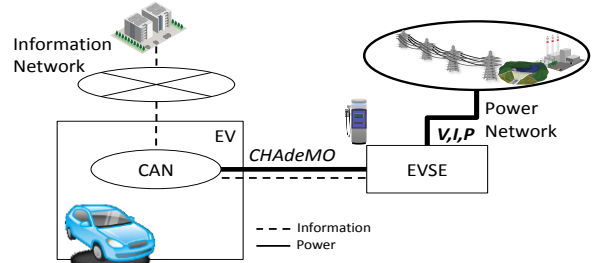 Information
Network
EV
CAN
CHAdeMO
EVSE
V,I,P
Power
Network
Information
Power